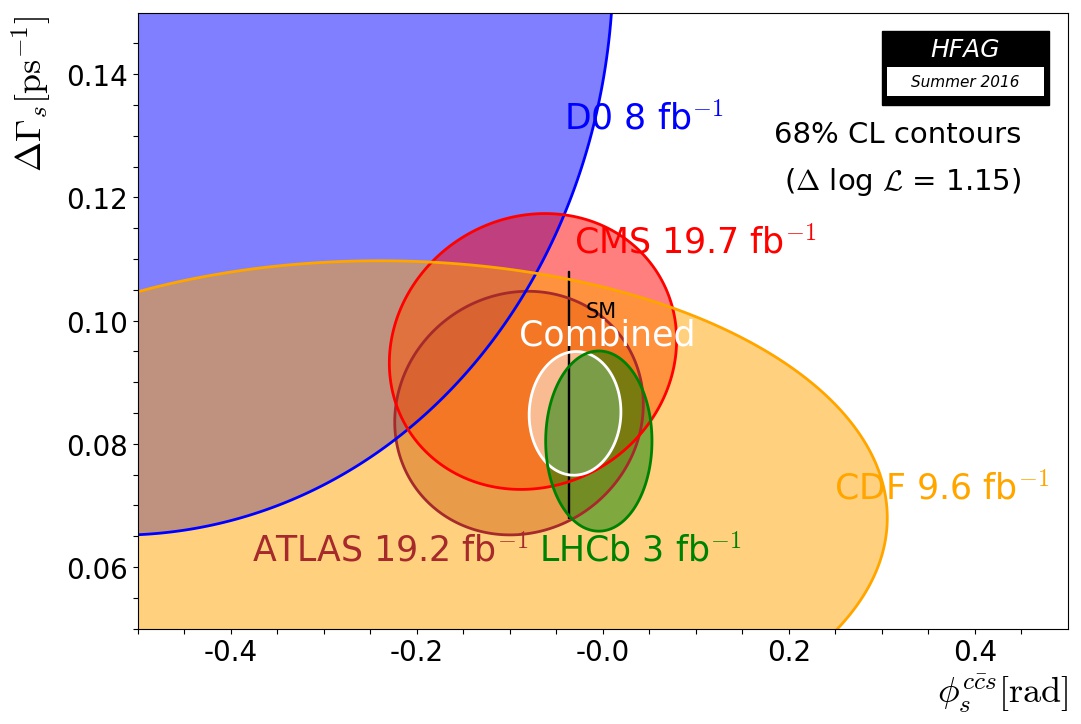 ΔΓ_s[ps⁻¹]
HFAG
Summer 2016
0.14
D0 8 fb⁻¹
68% CL contours
(Δ log ℒ = 1.15)
0.12
CMS 19.7 fb⁻¹
SM
0.10
Combined
0.08
CDF 9.6 fb⁻¹
ATLAS 19.2 fb⁻¹
LHCb 3 fb⁻¹
0.06
-0.4 -0.2 -0.0 0.2 0.4
ϕ_s^{cc̄s}[rad]